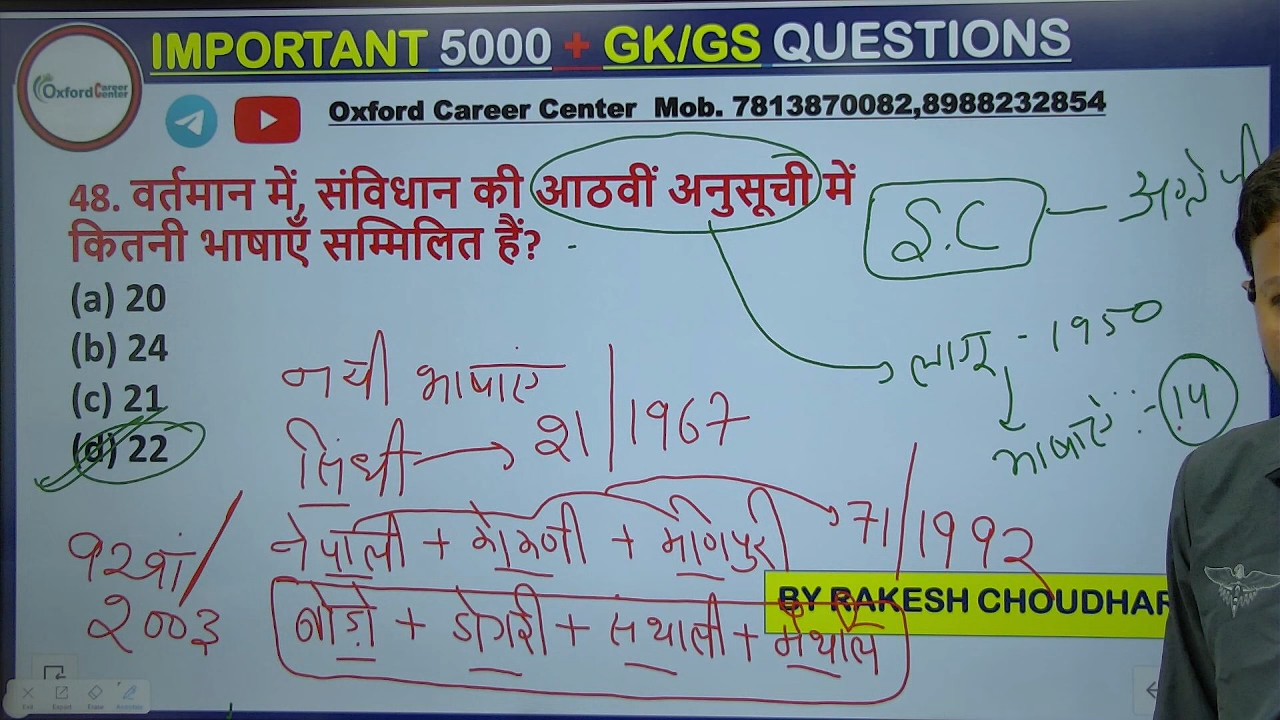 IMPORTANT 5000 + GK/GS QUESTIONS
Oxford Career Center
Oxford Career Center Mob. 7813870082,8988232854
48. वर्तमान में, संविधान की आठवीं अनुसूची में
कितनी भाषाएँ सम्मिलित हैं?
S.C
(a) 20
(b) 24
(c) 21
(d) 22
लागू - 1950
भाषाएं :- 14
नयी भाषाएं
सिंधी → 21/1967
नेपाली + कोकणी + मणिपुरी 71/1992
92वां/
2003
बोड़ो + डोगरी + संथाली + मैथिली
BY RAKESH CHOUDHAR